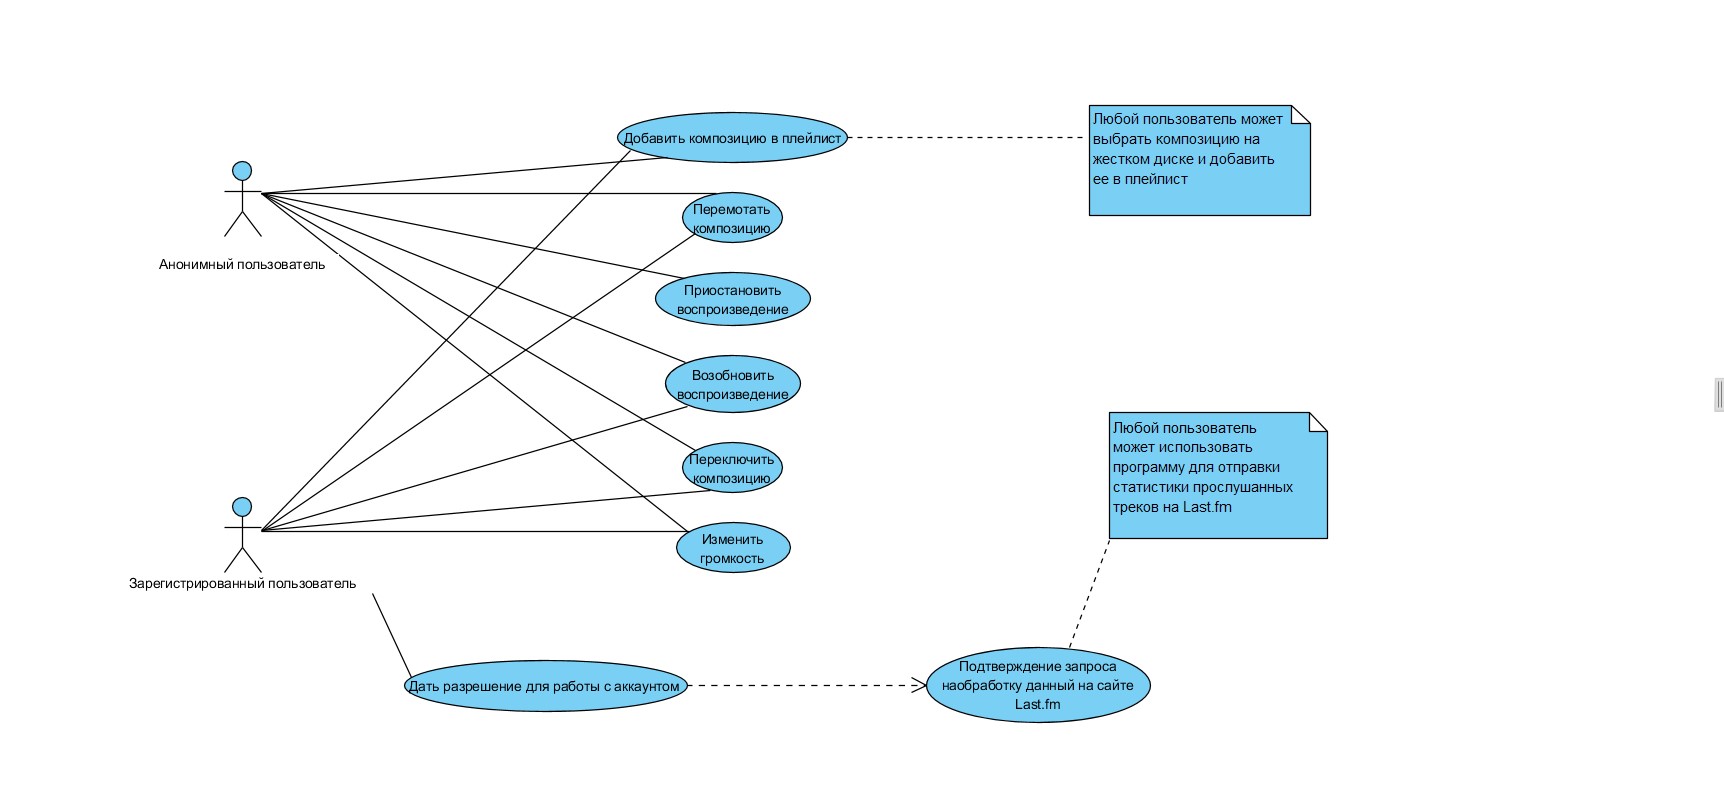 Добавить композицию в плейлист
Любой пользователь может
выбрать композицию на
жестком диске и добавить
ее в плейлист
Анонимный пользователь
Перемотать
композицию
Приостановить
воспроизведение
Возобновить
воспроизведение
Переключить
композицию
Любой пользователь
может использовать
программу для отправки
статистики прослушанных
треков на Last.fm
Изменить
громкость
Зарегистрированный пользователь
Дать разрешение для работы с аккаунтом
Подтверждение запроса
наобработку данный на сайте
Last.fm